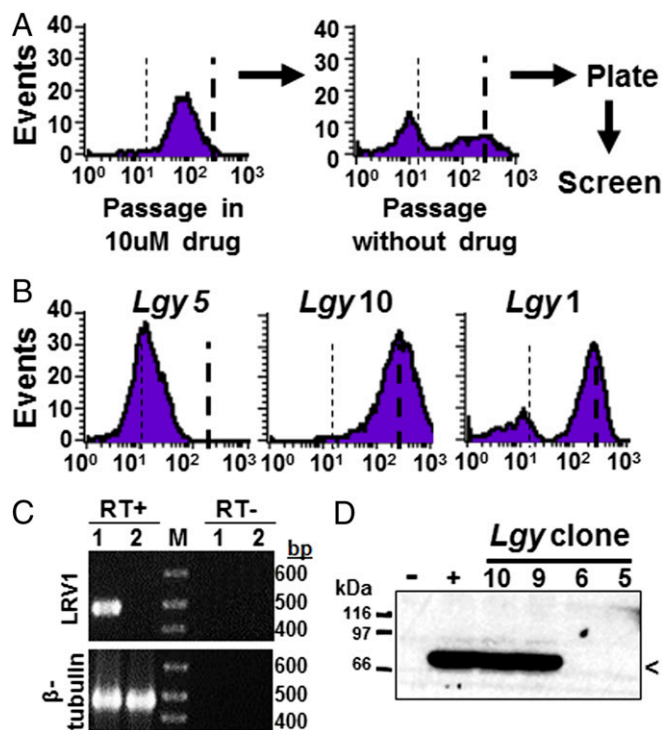 A
Events
40
30
20
10
0
10⁰ 10¹ 10² 10³
Passage in
10uM drug
40
30
20
10
0
10⁰ 10¹ 10² 10³
Passage
without drug
Plate
Screen
B
Lgy 5 Lgy 10 Lgy 1
Events
40
30
20
10
0
10⁰ 10¹ 10² 10³ 10⁰ 10¹ 10² 10³ 10⁰ 10¹ 10² 10³
C
RT+ RT-
1 2 M 1 2 bp
LRV1
600
500
400
β-
tubulin
600
500
400
D
Lgy clone
kDa - + 10 9 6 5
116
97
66 <